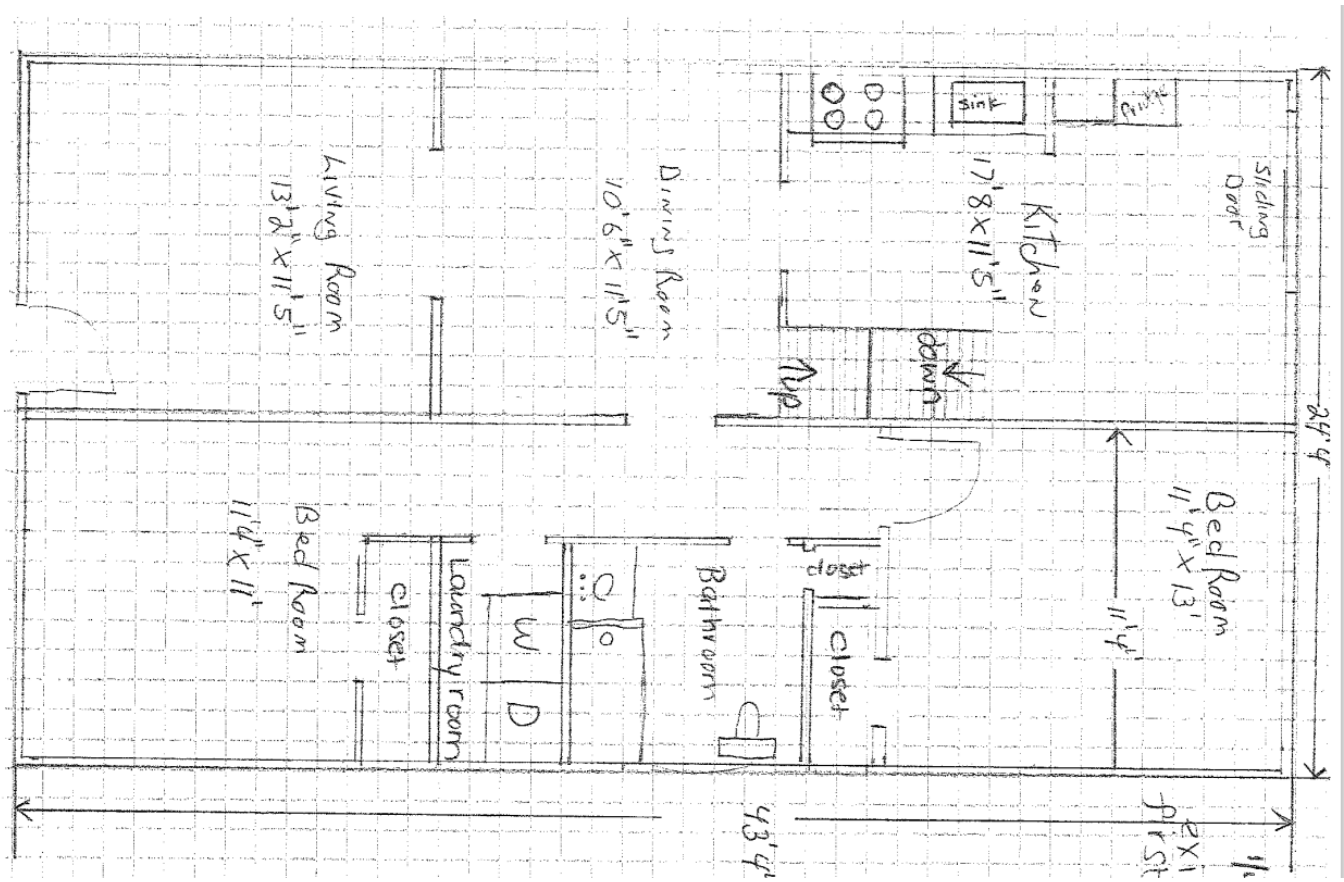 Living Room
13'2" X 11'5"
Dining Room
10'6" X 11'5"
Kitchen
17'8 X 11'5"
sink
fridge
Sliding
Door
up
down
24'4"
Bed Room
11'4" X 13'
11'4"
Bed Room
11'4" X 11'
closet
Laundry room
W
D
Bathroom
closet
closet
43'4"
exi
first